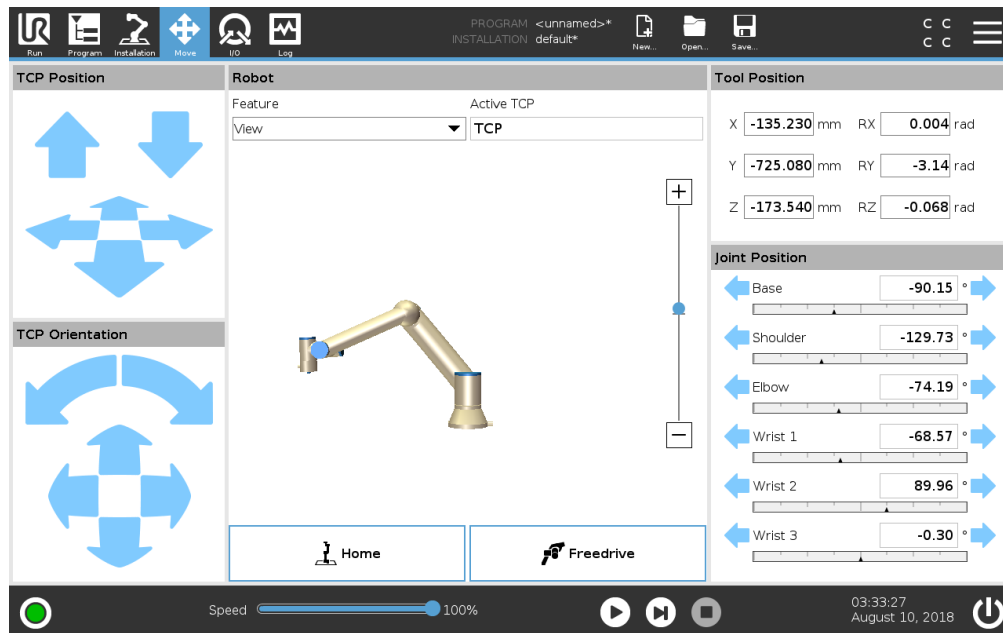 PROGRAM <unnamed>*
INSTALLATION default*
UR
Run
Program
Installation
Move
I/O
Log
New...
Open...
Save...
C C
C C
TCP Position
Robot
Tool Position
Feature
Active TCP
View
TCP
X -135.230 mm RX 0.004 rad
Y -725.080 mm RY -3.14 rad
Z -173.540 mm RZ -0.068 rad
Joint Position
Base -90.15 °
Shoulder -129.73 °
Elbow -74.19 °
Wrist 1 -68.57 °
Wrist 2 89.96 °
Wrist 3 -0.30 °
TCP Orientation
Home
Freedrive
Speed 100%
03:33:27
August 10, 2018